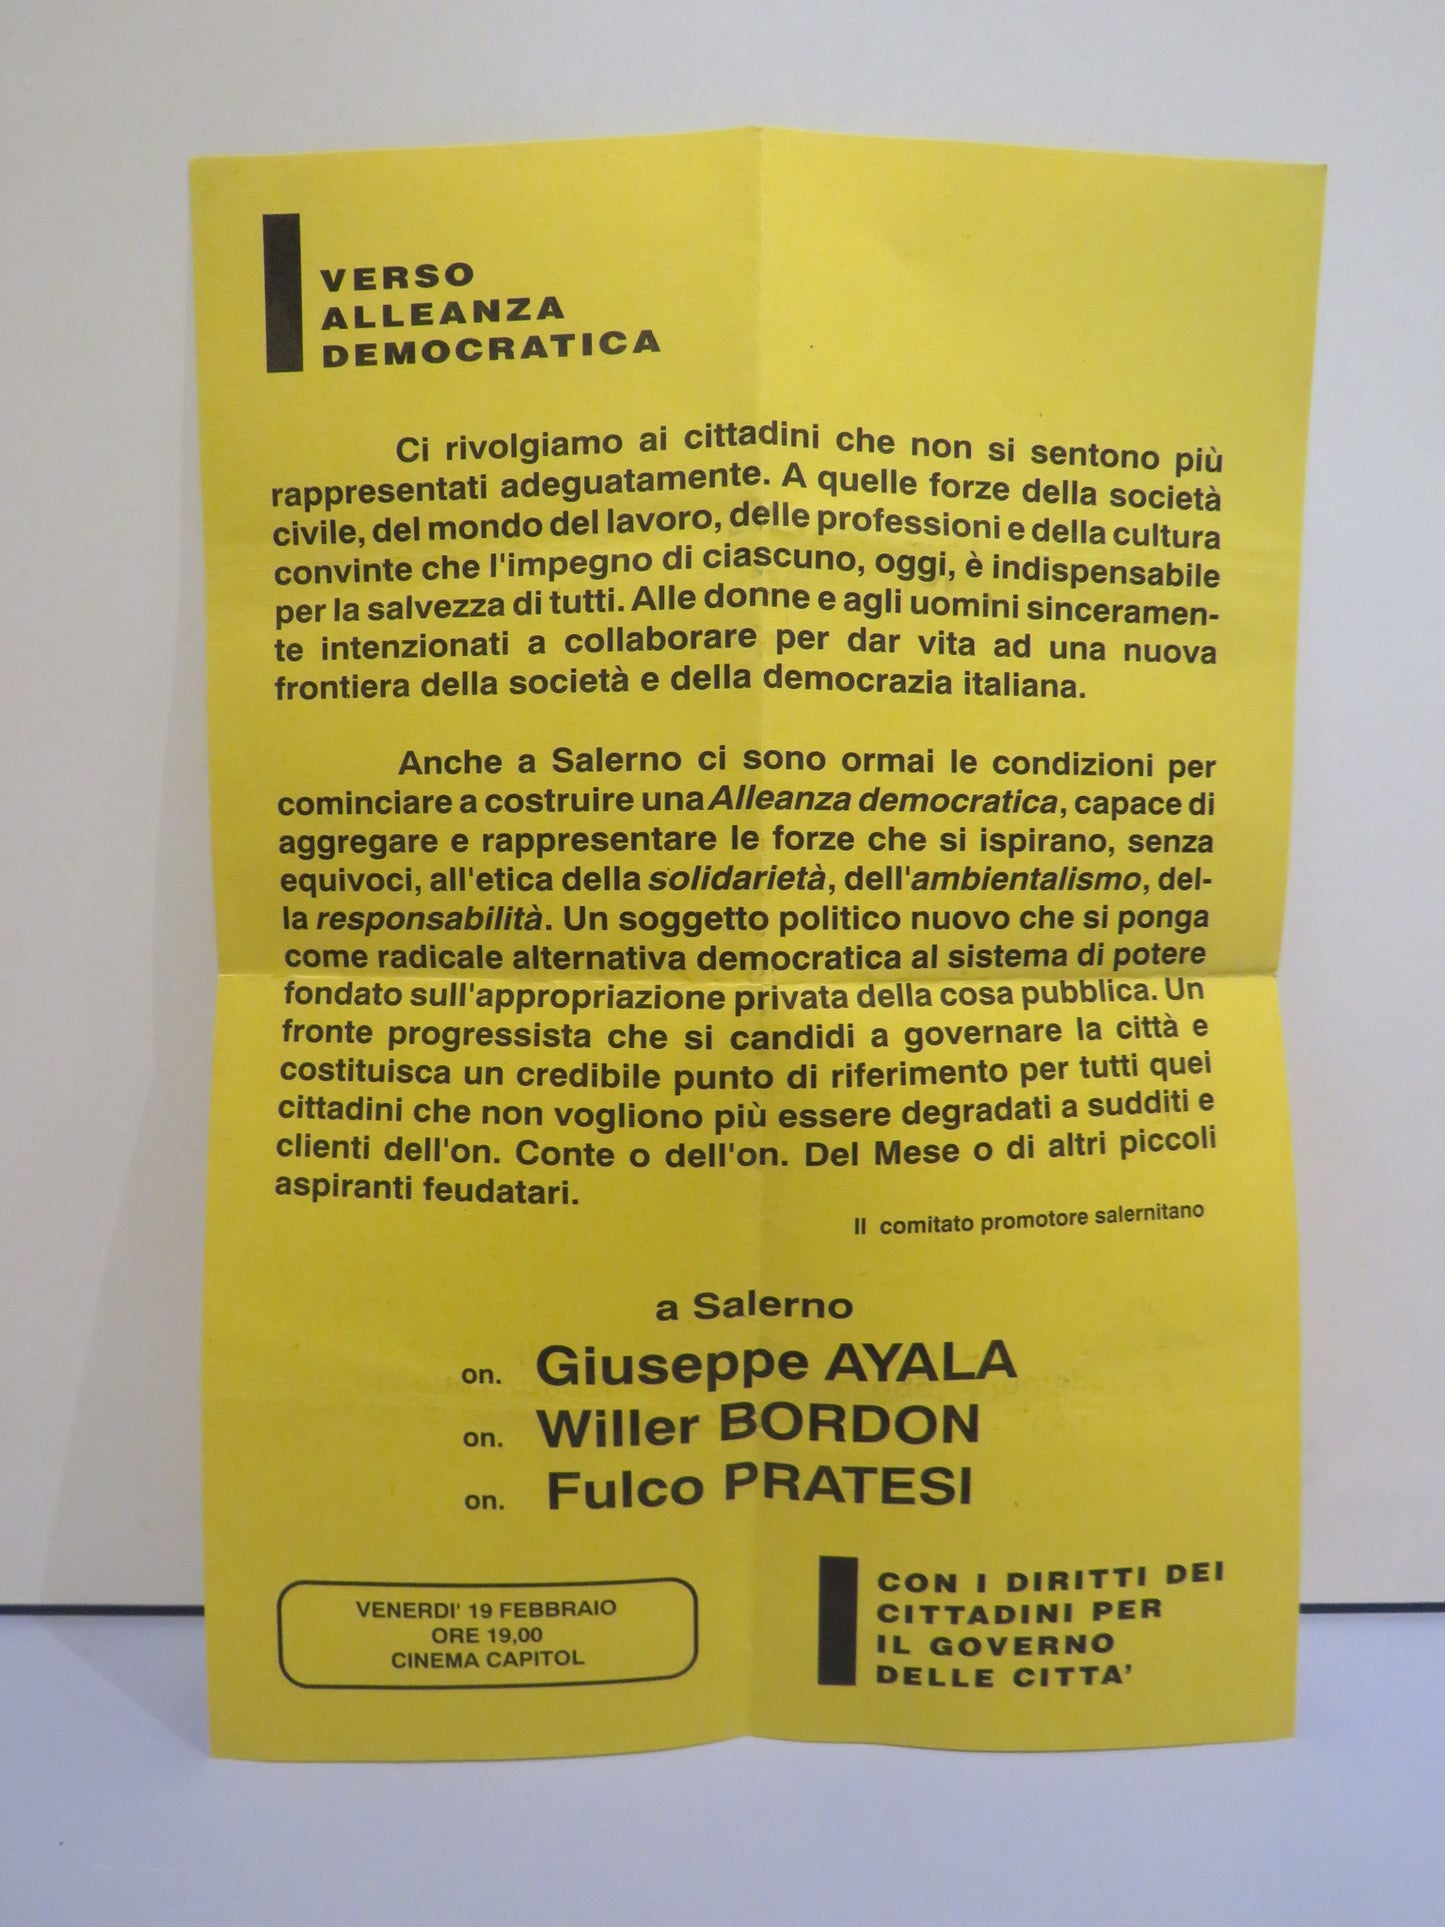 VERSO
ALLEANZA
DEMOCRATICA
Ci rivolgiamo ai cittadini che non si sentono più
rappresentati adeguatamente. A quelle forze della società
civile, del mondo del lavoro, delle professioni e della cultura
convinte che l'impegno di ciascuno, oggi, è indispensabile
per la salvezza di tutti. Alle donne e agli uomini sinceramen-
te intenzionati a collaborare per dar vita ad una nuova
frontiera della società e della democrazia italiana.
Anche a Salerno ci sono ormai le condizioni per
cominciare a costruire una Alleanza democratica, capace di
aggregare e rappresentare le forze che si ispirano, senza
equivoci, all'etica della solidarietà, dell'ambientalismo, del-
la responsabilità. Un soggetto politico nuovo che si ponga
come radicale alternativa democratica al sistema di potere
fondato sull'appropriazione privata della cosa pubblica. Un
fronte progressista che si candidi a governare la città e
costituisca un credibile punto di riferimento per tutti quei
cittadini che non vogliono più essere degradati a sudditi e
clienti dell'on. Conte o dell'on. Del Mese o di altri piccoli
aspiranti feudatari.
Il comitato promotore salernitano
a Salerno
on. Giuseppe AYALA
on. Willer BORDON
on. Fulco PRATESI
VENERDI' 19 FEBBRAIO
ORE 19,00
CINEMA CAPITOL
CON I DIRITTI DEI
CITTADINI PER
IL GOVERNO
DELLE CITTA'